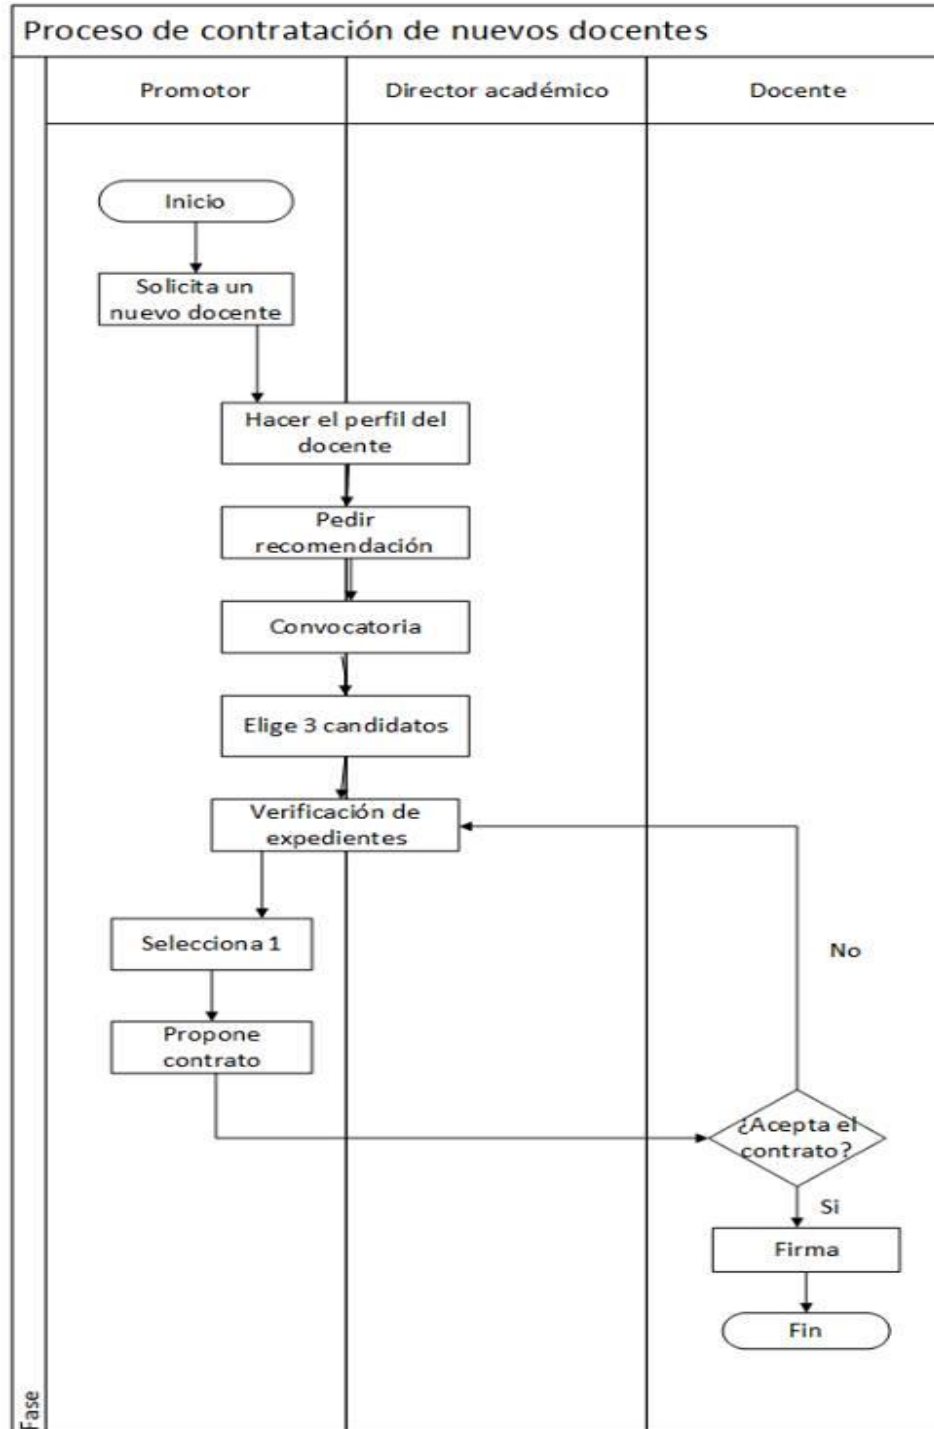 Proceso de contratación de nuevos docentes
Promotor
Director académico
Docente
Inicio
Solicita un
nuevo docente
Hacer el perfil del
docente
Pedir
recomendación
Convocatoria
Elige 3 candidatos
Verificación de
expedientes
Selecciona 1
No
Propone
contrato
¿Acepta el
contrato?
Si
Firma
Fin
Fase